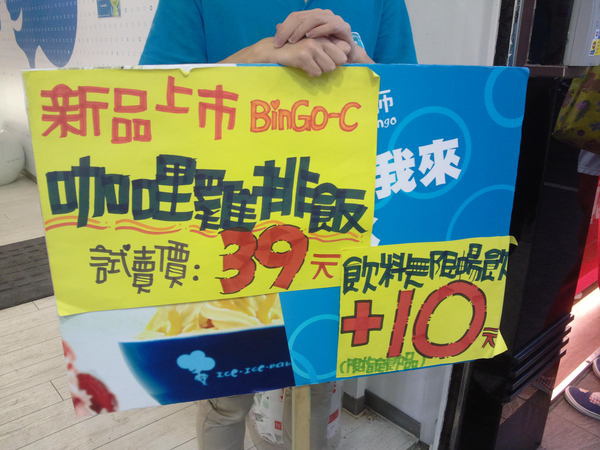 新品上市 BinGo-C
咖哩雞排飯
試賣價: 39元
我來
飲料無限暢飲
+10元
(限指定飲品)